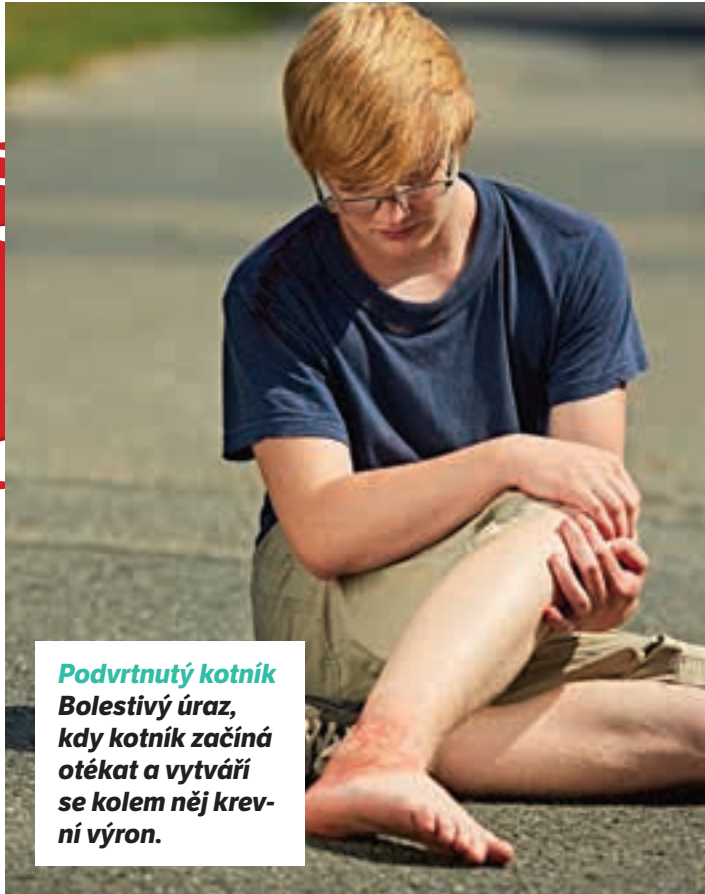 Podvrtnutý kotník
Bolestivý úraz,
kdy kotník začíná
otékat a vytváří
se kolem něj krev-
ní výron.